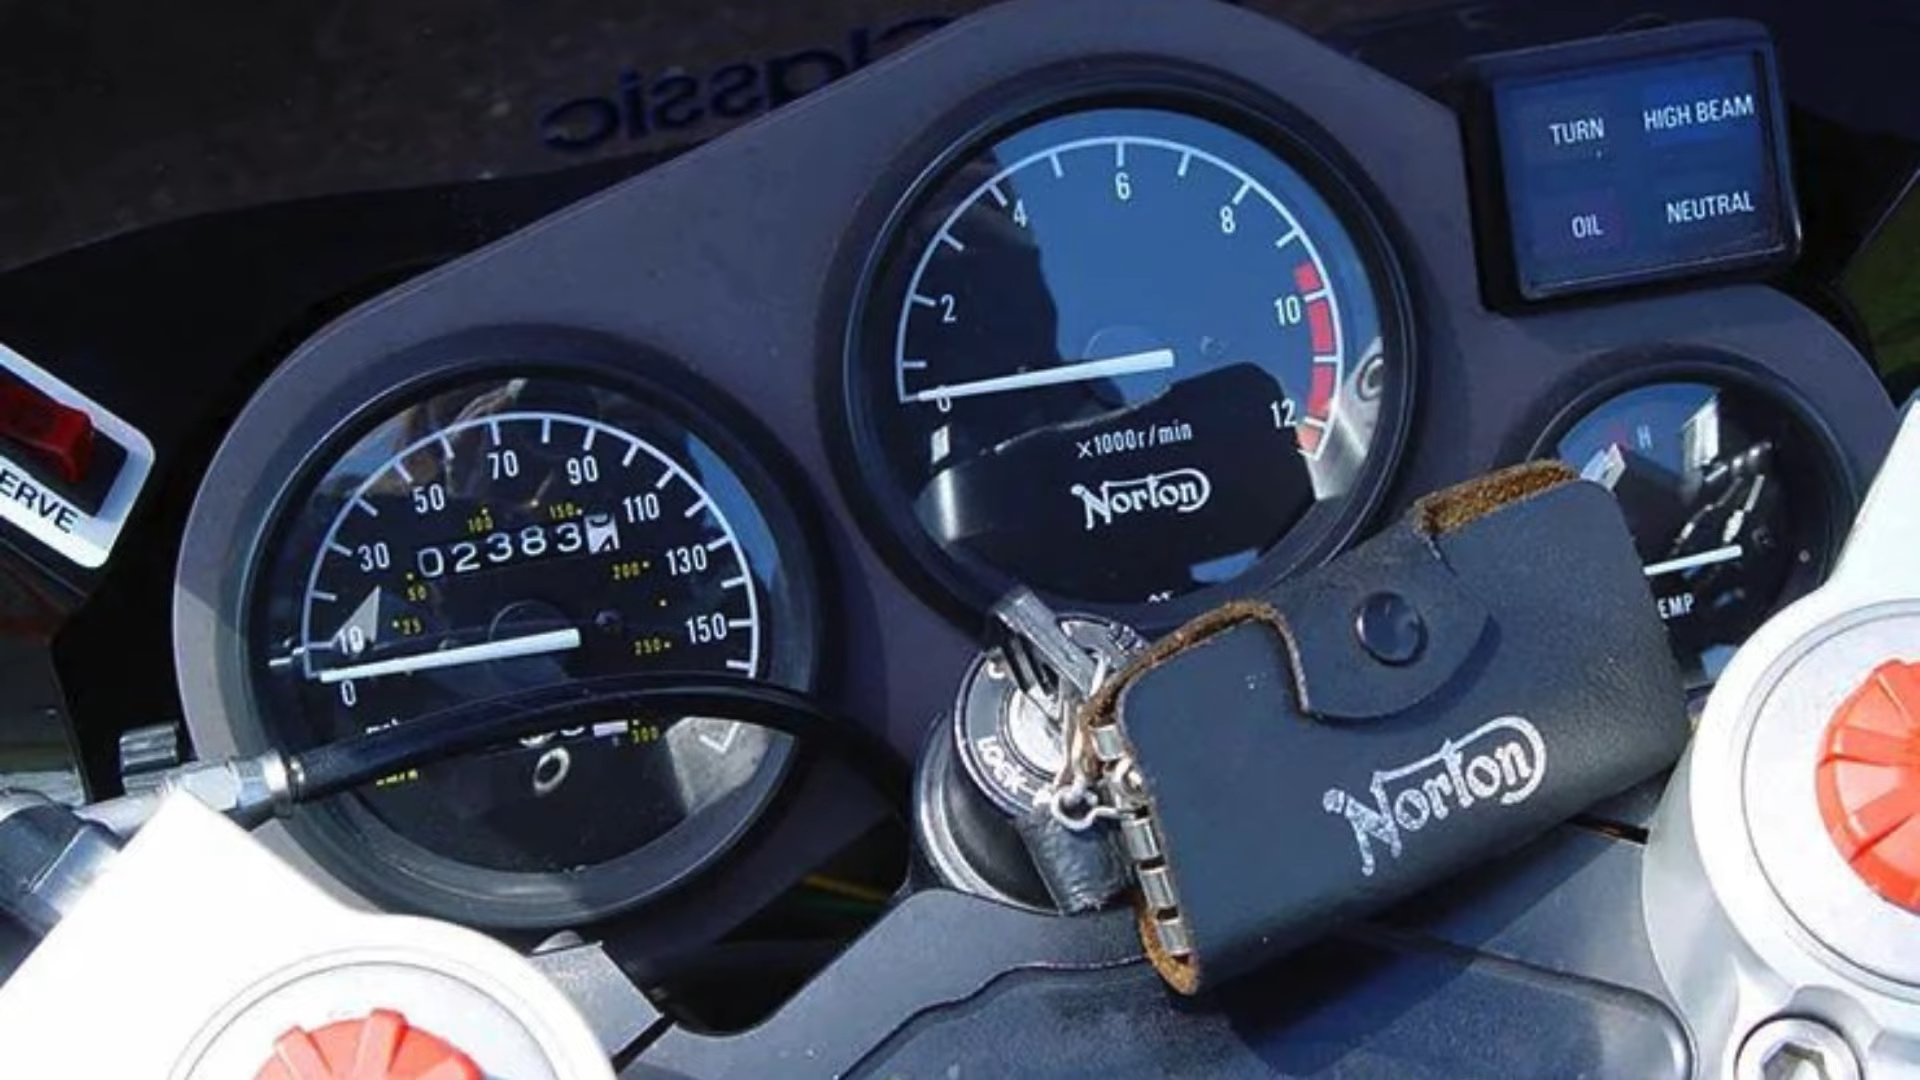 Classic
TURN
HIGH BEAM
OIL
NEUTRAL
ERVE
0
2
4
6
8
10
12
×1000r/min
Norton
0
10
30
50
70
90
110
130
150
25
50
100
150
200
250
300
02383
H
EMP
LOCK
Norton